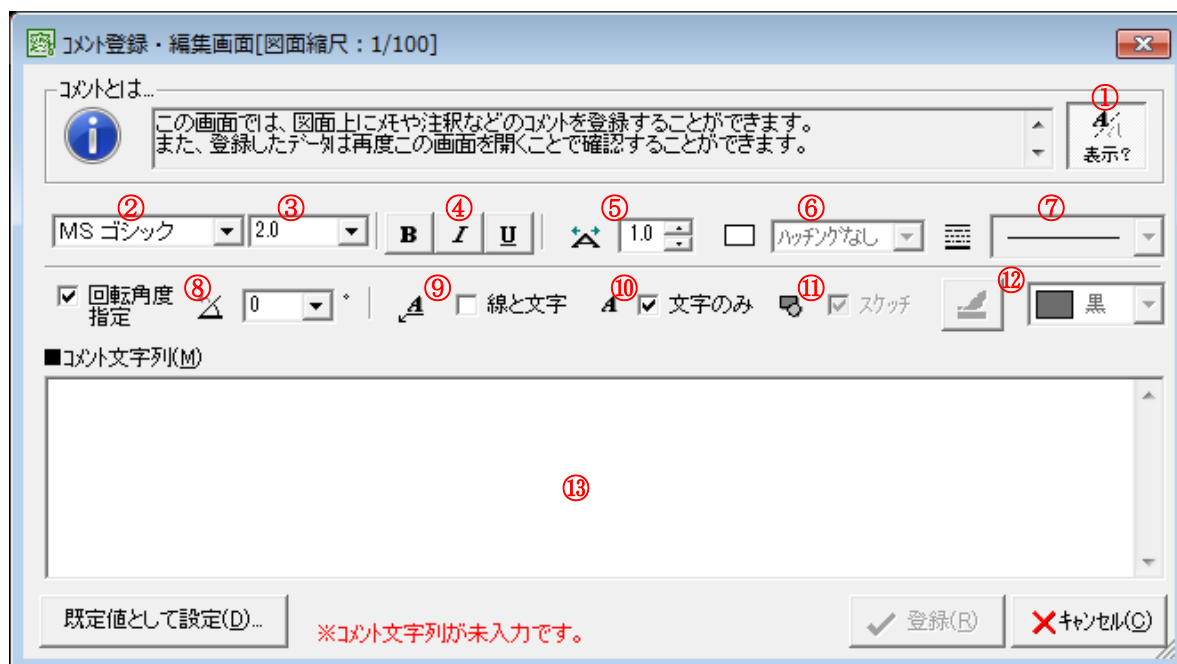 コメント登録・編集画面[図面縮尺：1/100]
コメントとは...
この画面では、図面上にメモや注釈などのコメントを登録することができます。
また、登録したデータは再度この画面を開くことで確認することができます。
①
表示?
② ③ ④ ⑤ ⑥ ⑦
MS ゴシック 2.0 B I U 1.0 ハッチングなし
⑧ ⑨ ⑩ ⑪ ⑫
回転角度
指定 0 ° A 線と文字 A 文字のみ スケッチ 黒
■コメント文字列(M)
⑬
既定値として設定(D)... ※コメント文字列が未入力です。 登録(R) キャンセル(C)